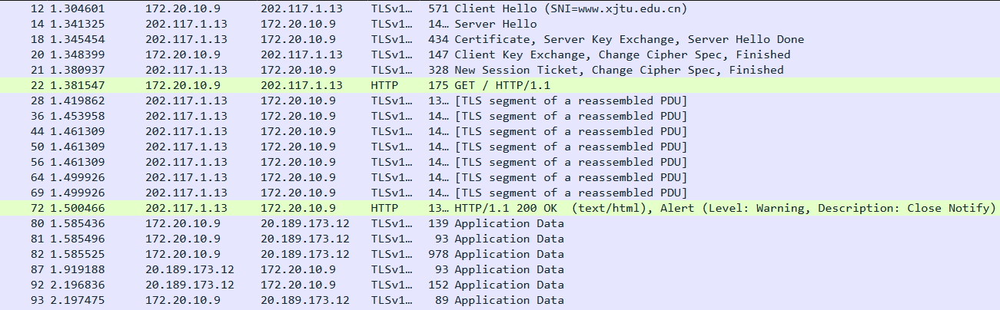 12 1.304601 172.20.10.9 202.117.1.13 TLSv1… 571 Client Hello (SNI=www.xjtu.edu.cn)
14 1.341325 202.117.1.13 172.20.10.9 TLSv1… 14… Server Hello
18 1.345454 202.117.1.13 172.20.10.9 TLSv1… 434 Certificate, Server Key Exchange, Server Hello Done
20 1.348399 172.20.10.9 202.117.1.13 TLSv1… 147 Client Key Exchange, Change Cipher Spec, Finished
21 1.380937 202.117.1.13 172.20.10.9 TLSv1… 328 New Session Ticket, Change Cipher Spec, Finished
22 1.381547 172.20.10.9 202.117.1.13 HTTP 175 GET / HTTP/1.1
28 1.419862 202.117.1.13 172.20.10.9 TLSv1… 13… [TLS segment of a reassembled PDU]
36 1.453958 202.117.1.13 172.20.10.9 TLSv1… 14… [TLS segment of a reassembled PDU]
44 1.461309 202.117.1.13 172.20.10.9 TLSv1… 14… [TLS segment of a reassembled PDU]
50 1.461309 202.117.1.13 172.20.10.9 TLSv1… 14… [TLS segment of a reassembled PDU]
56 1.461309 202.117.1.13 172.20.10.9 TLSv1… 14… [TLS segment of a reassembled PDU]
64 1.499926 202.117.1.13 172.20.10.9 TLSv1… 14… [TLS segment of a reassembled PDU]
69 1.499926 202.117.1.13 172.20.10.9 TLSv1… 14… [TLS segment of a reassembled PDU]
72 1.500466 202.117.1.13 172.20.10.9 HTTP 13… HTTP/1.1 200 OK (text/html), Alert (Level: Warning, Description: Close Notify)
80 1.585436 172.20.10.9 20.189.173.12 TLSv1… 139 Application Data
81 1.585496 172.20.10.9 20.189.173.12 TLSv1… 93 Application Data
82 1.585525 172.20.10.9 20.189.173.12 TLSv1… 978 Application Data
87 1.919188 20.189.173.12 172.20.10.9 TLSv1… 93 Application Data
92 2.196836 20.189.173.12 172.20.10.9 TLSv1… 152 Application Data
93 2.197475 172.20.10.9 20.189.173.12 TLSv1… 89 Application Data